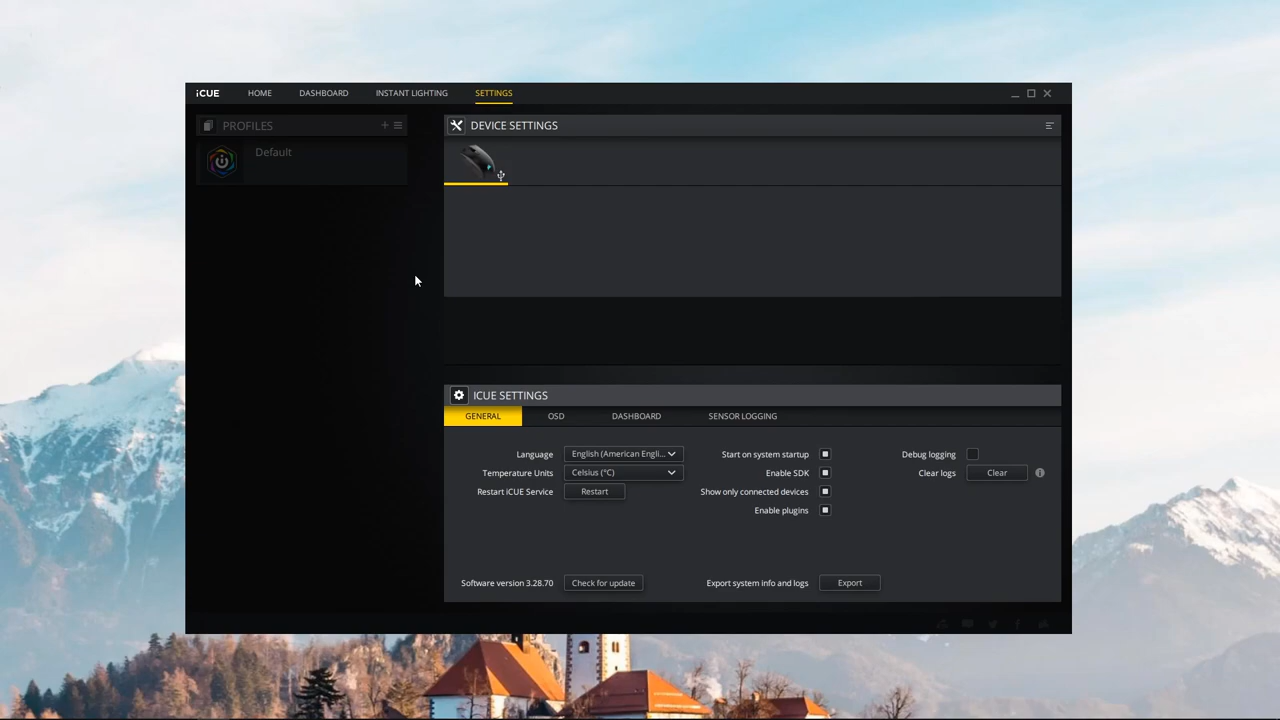 iCUE HOME DASHBOARD INSTANT LIGHTING SETTINGS
PROFILES
Default
DEVICE SETTINGS
ICUE SETTINGS
GENERAL OSD DASHBOARD SENSOR LOGGING
Language English (American Engli... Start on system startup Debug logging
Temperature Units Celsius (°C) Enable SDK Clear logs Clear
Restart iCUE Service Restart Show only connected devices
Enable plugins
Software version 3.28.70 Check for update Export system info and logs Export